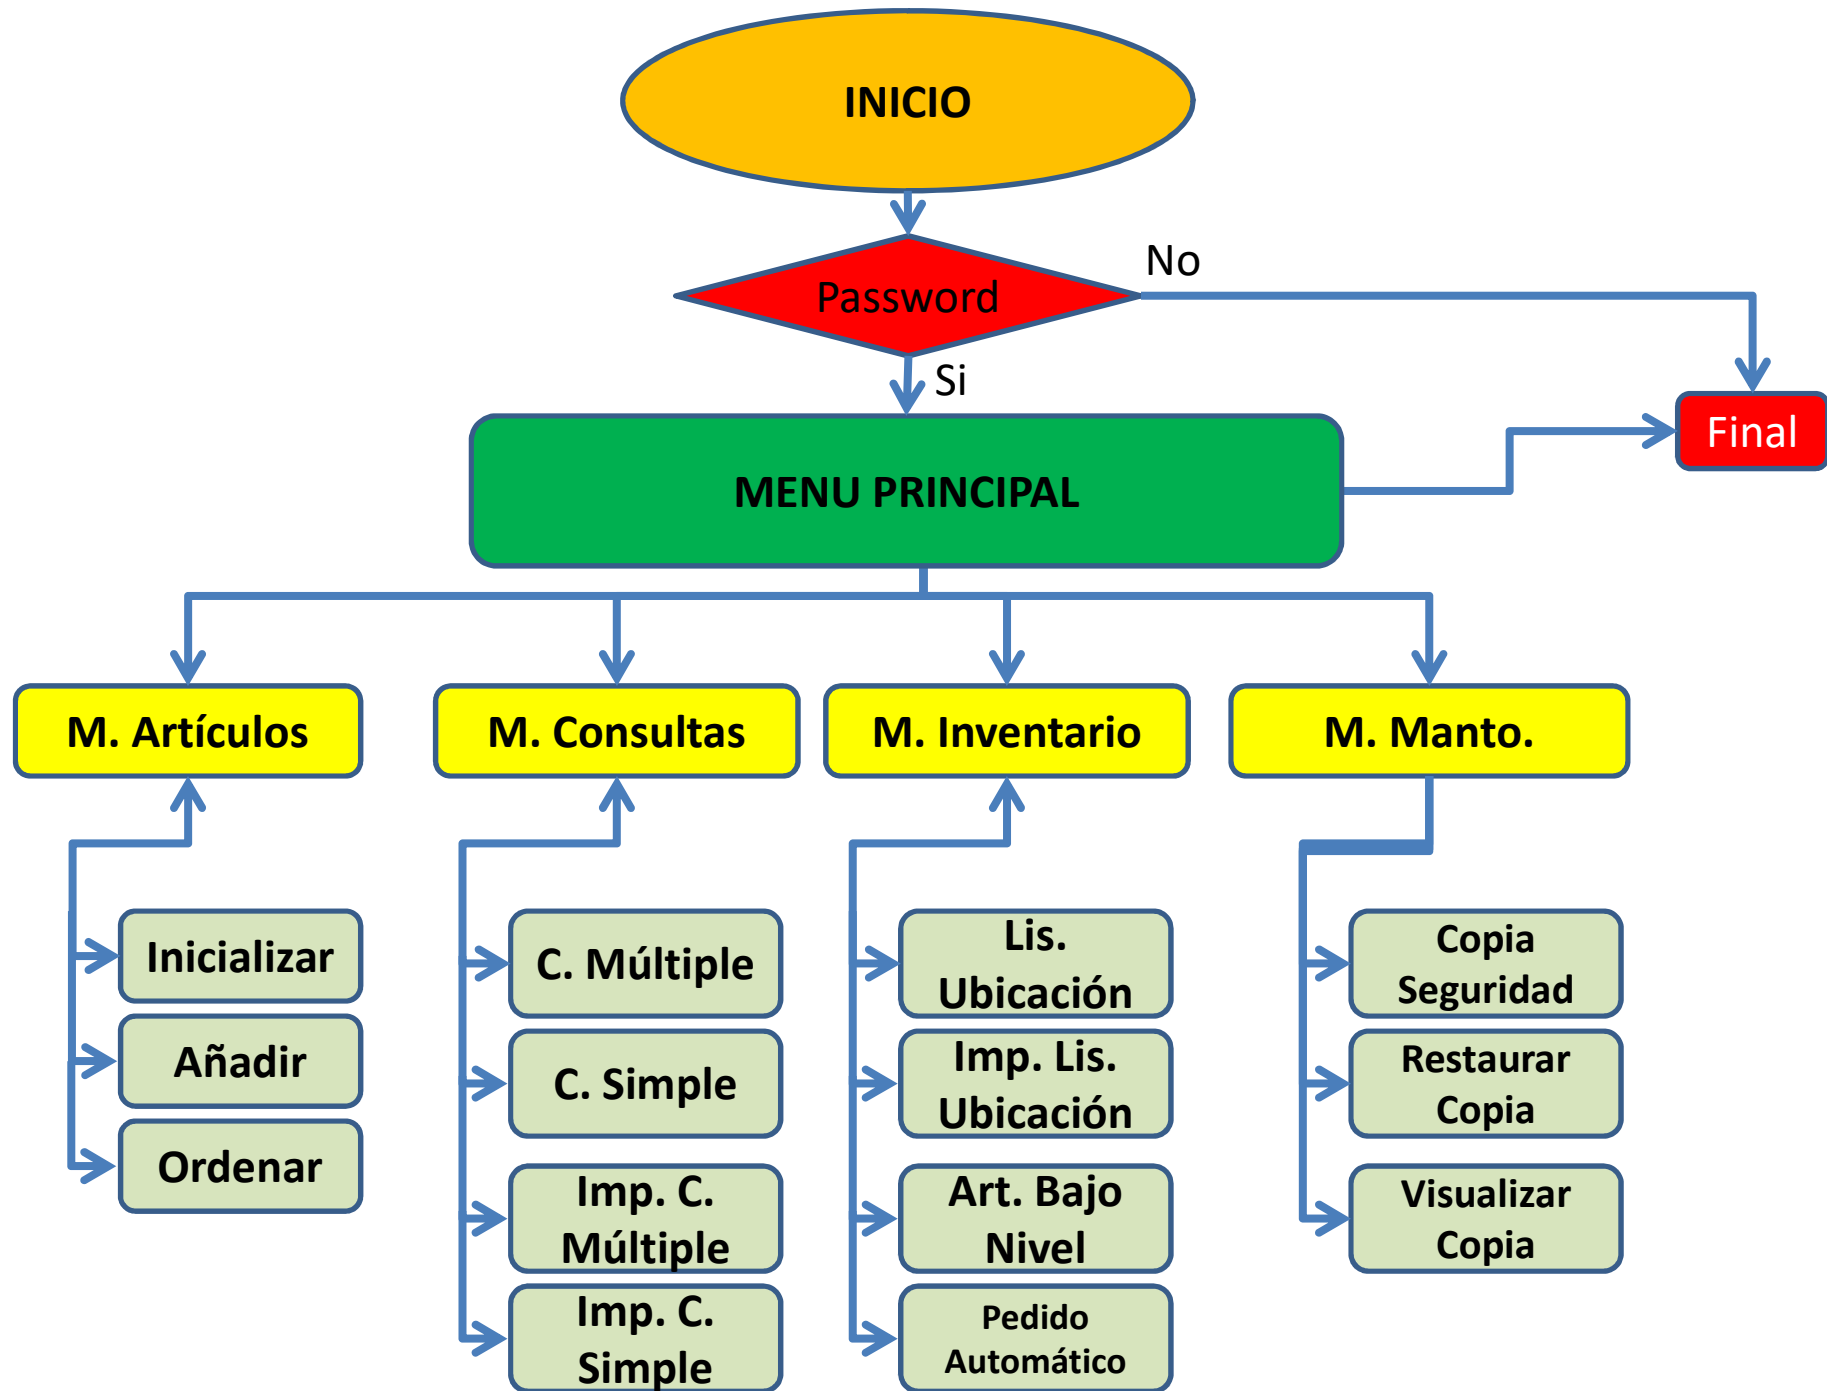 INICIO
No
Password
Si
Final
MENU PRINCIPAL
M. Artículos
M. Consultas
M. Inventario
M. Manto.
Inicializar
Añadir
Ordenar
C. Múltiple
C. Simple
Imp. C.
Múltiple
Imp. C.
Simple
Lis.
Ubicación
Imp. Lis.
Ubicación
Art. Bajo
Nivel
Pedido
Automático
Copia
Seguridad
Restaurar
Copia
Visualizar
Copia